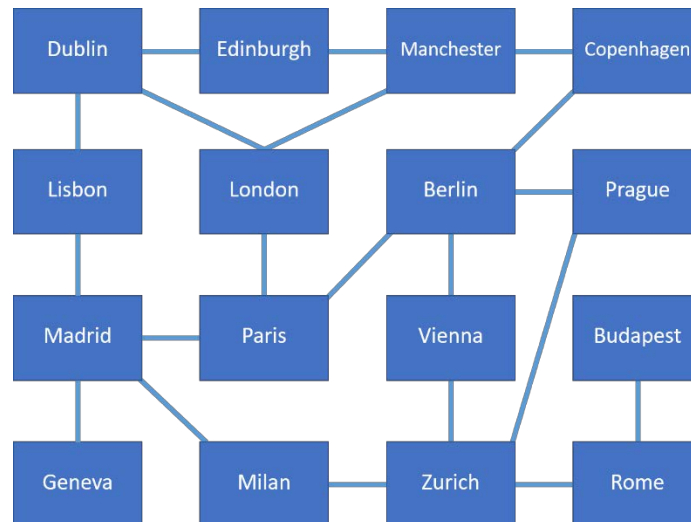 Dublin
Edinburgh
Manchester
Copenhagen
Lisbon
London
Berlin
Prague
Madrid
Paris
Vienna
Budapest
Geneva
Milan
Zurich
Rome